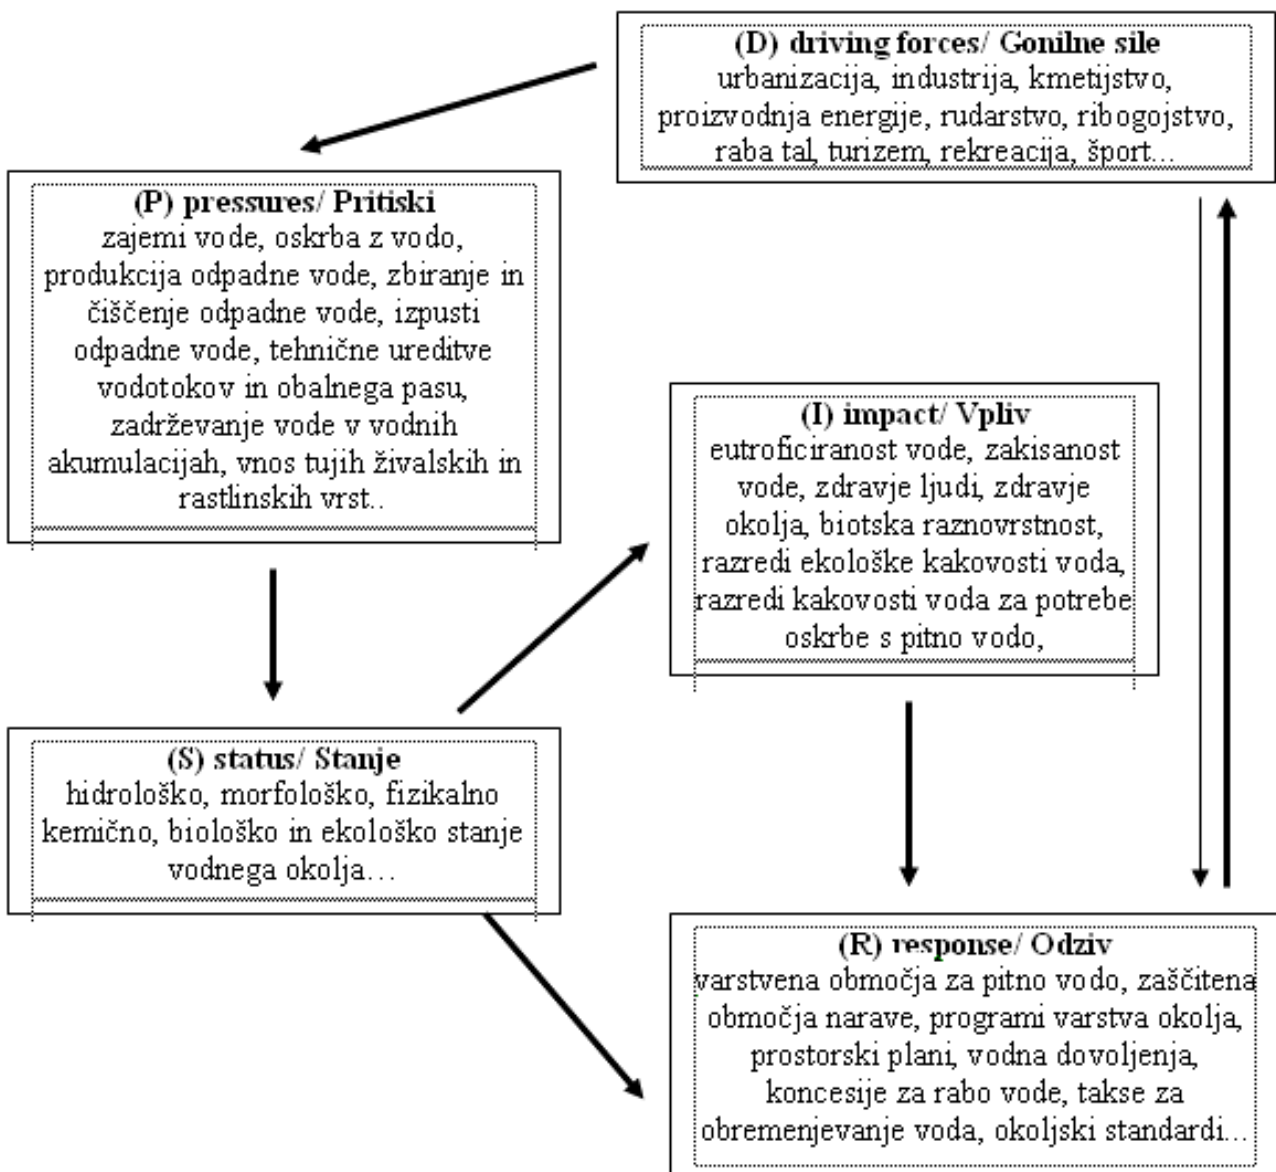 (D) driving forces/ Gonilne sile
urbanizacija, industrija, kmetijstvo,
proizvodnja energije, rudarstvo, ribogojstvo,
raba tal, turizem, rekreacija, šport...
(P) pressures/ Pritiski
zajemi vode, oskrba z vodo,
produkcija odpadne vode, zbiranje in
čiščenje odpadne vode, izpusti
odpadne vode, tehnične ureditve
vodotokov in obalnega pasu,
zadrževanje vode v vodnih
akumulacijah, vnos tujih živalskih in
rastlinskih vrst..
(I) impact/ Vpliv
eutroficiranost vode, zakisanost
vode, zdravje ljudi, zdravje
okolja, biotska raznovrstnost,
razredi ekološke kakovosti voda,
razredi kakovosti voda za potrebe
oskrbe s pitno vodo,
(S) status/ Stanje
hidrološko, morfološko, fizikalno
kemično, biološko in ekološko stanje
vodnega okolja...
(R) response/ Odziv
varstvena območja za pitno vodo, zaščitena
območja narave, programi varstva okolja,
prostorski plani, vodna dovoljenja,
koncesije za rabo vode, takse za
obremenjevanje voda, okoljski standardi...